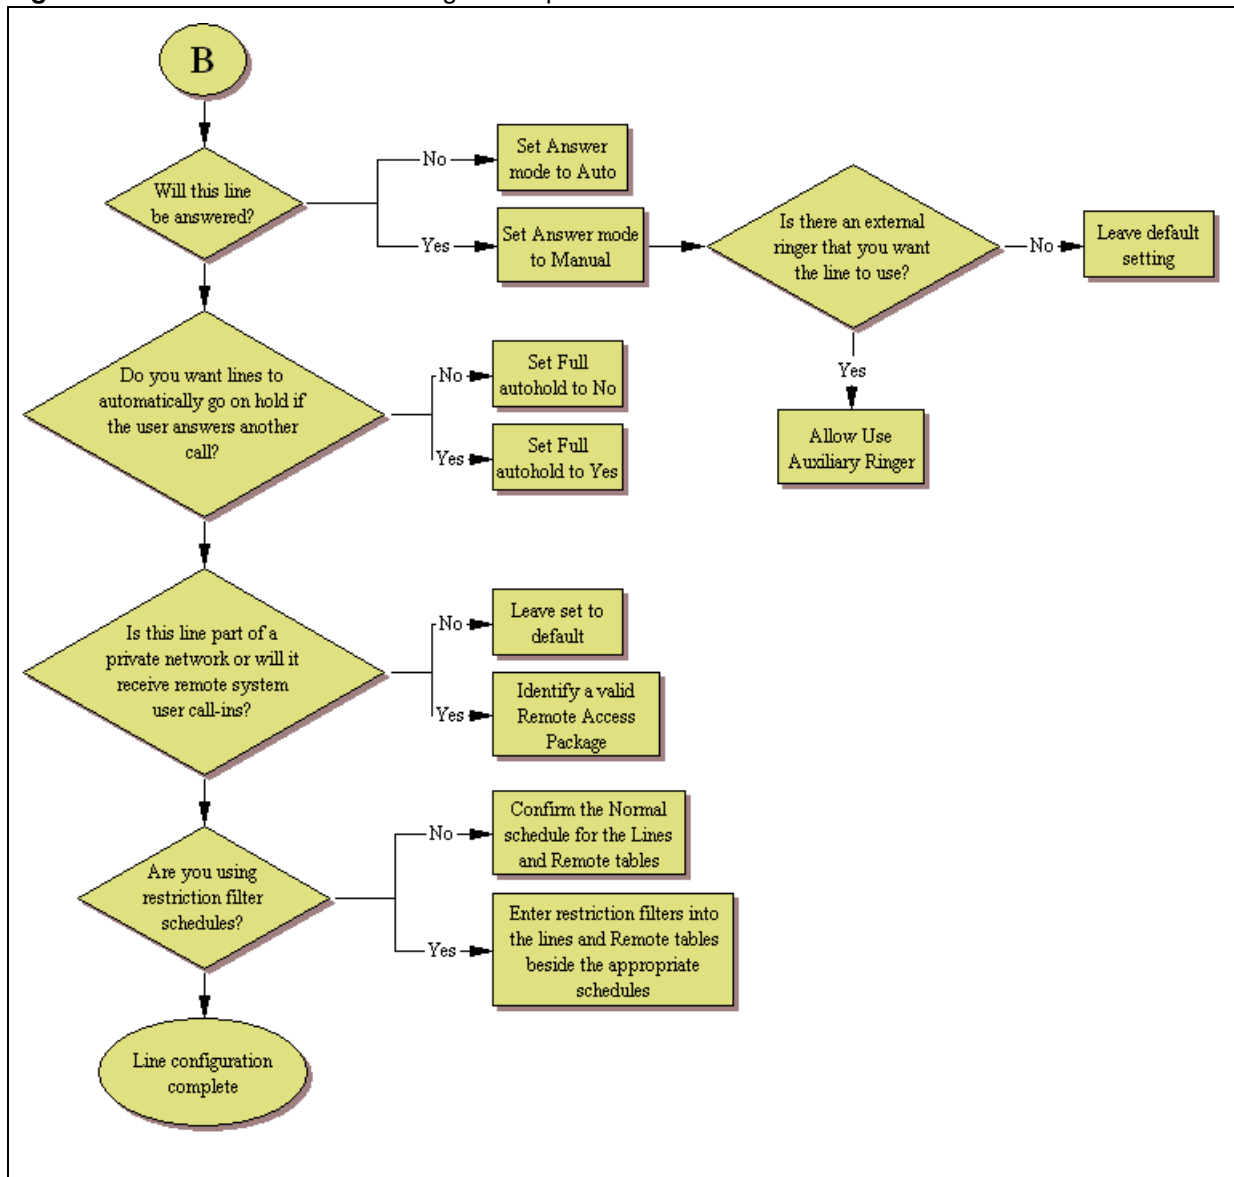 B
Will this line
be answered?
No
Set Answer
mode to Auto
Yes
Set Answer mode
to Manual
Is there an external
ringer that you want
the line to use?
No
Leave default
setting
Yes
Allow Use
Auxiliary Ringer
Do you want lines to
automatically go on hold if
the user answers another
call?
No
Set Full
autohold to No
Yes
Set Full
autohold to Yes
Is this line part of a
private network or will it
receive remote system
user call-ins?
No
Leave set to
default
Yes
Identify a valid
Remote Access
Package
Are you using
restriction filter
schedules?
No
Confirm the Normal
schedule for the Lines
and Remote tables
Yes
Enter restriction filters into
the lines and Remote tables
beside the appropriate
schedules
Line configuration
complete